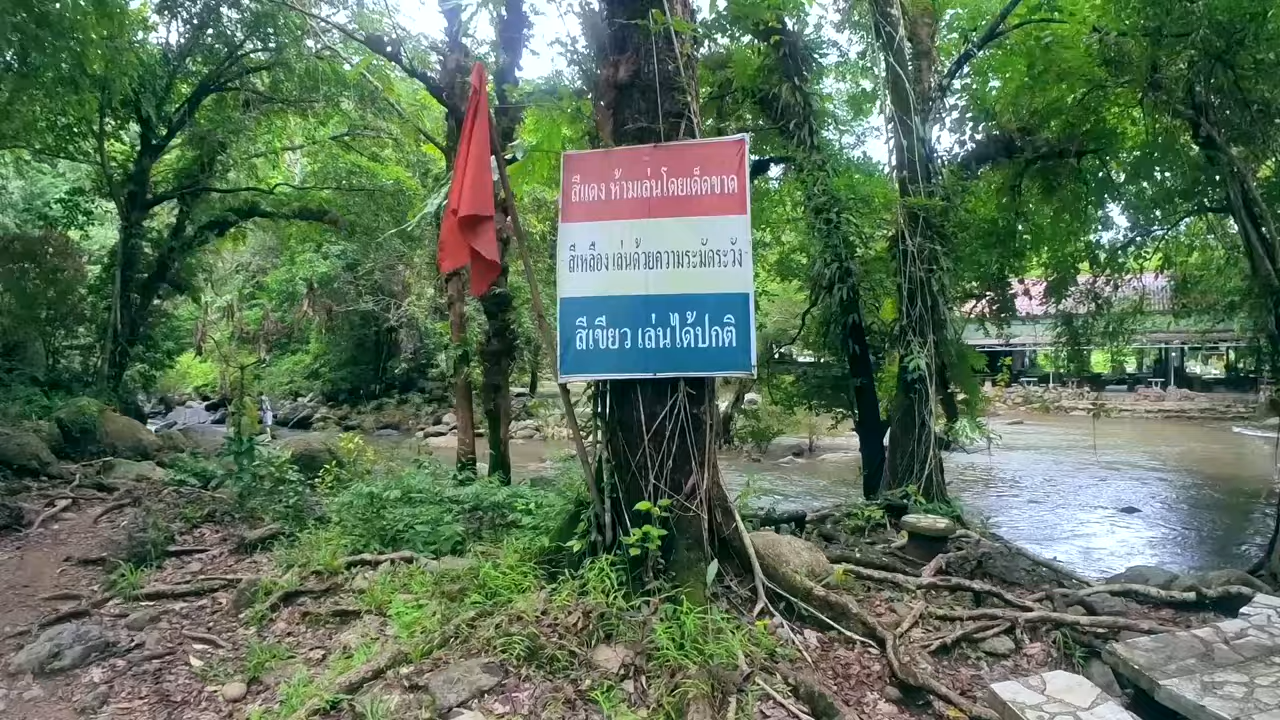 สีแดง ห้ามเล่นโดยเด็ดขาด
สีเหลือง เล่นด้วยความระมัดระวัง
สีเขียว เล่นได้ปกติ